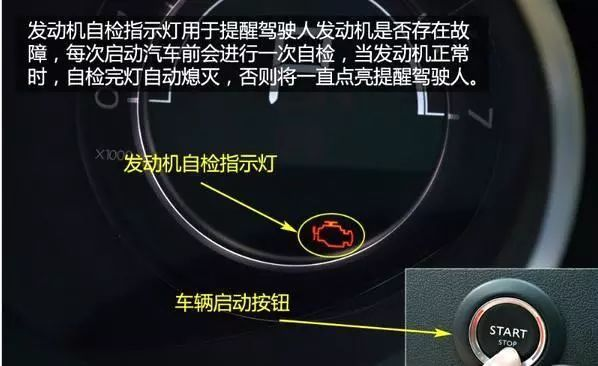 发动机自检指示灯用于提醒驾驶人发动机是否存在故
障，每次启动汽车前会进行一次自检，当发动机正常
时，自检完灯自动熄灭，否则将一直点亮提醒驾驶人。
0
1
7
X1000
发动机自检指示灯
车辆启动按钮
START
STOP